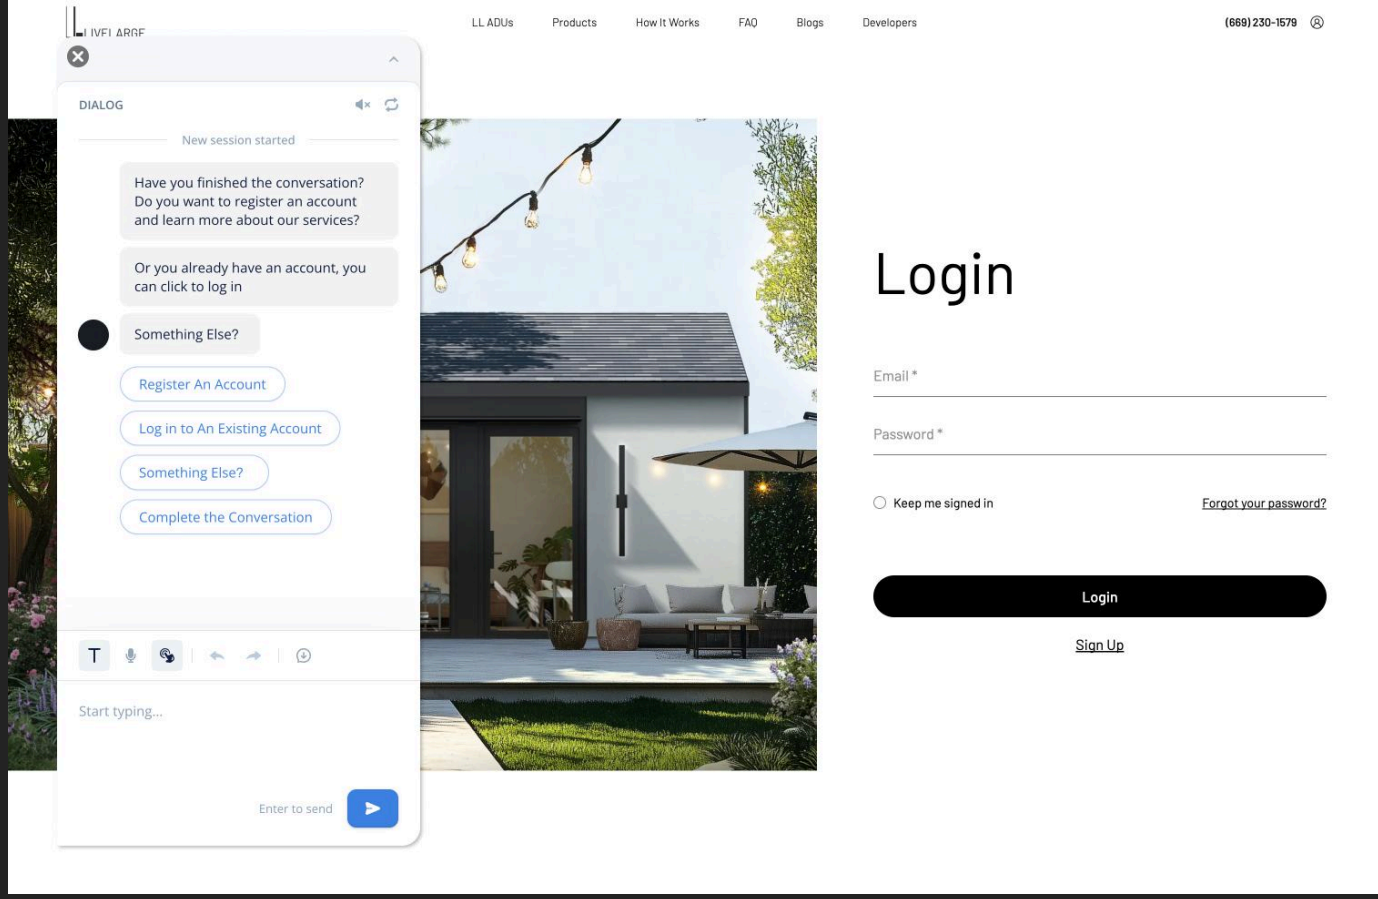 LIVELARGE
LL ADUs
Products
How It Works
FAQ
Blogs
Developers
(669) 230-1579
DIALOG
New session started
Have you finished the conversation?
Do you want to register an account
and learn more about our services?
Or you already have an account, you
can click to log in
Something Else?
Register An Account
Log in to An Existing Account
Something Else?
Complete the Conversation
T
Start typing...
Enter to send
Login
Email *
Password *
Keep me signed in
Forgot your password?
Login
Sign Up